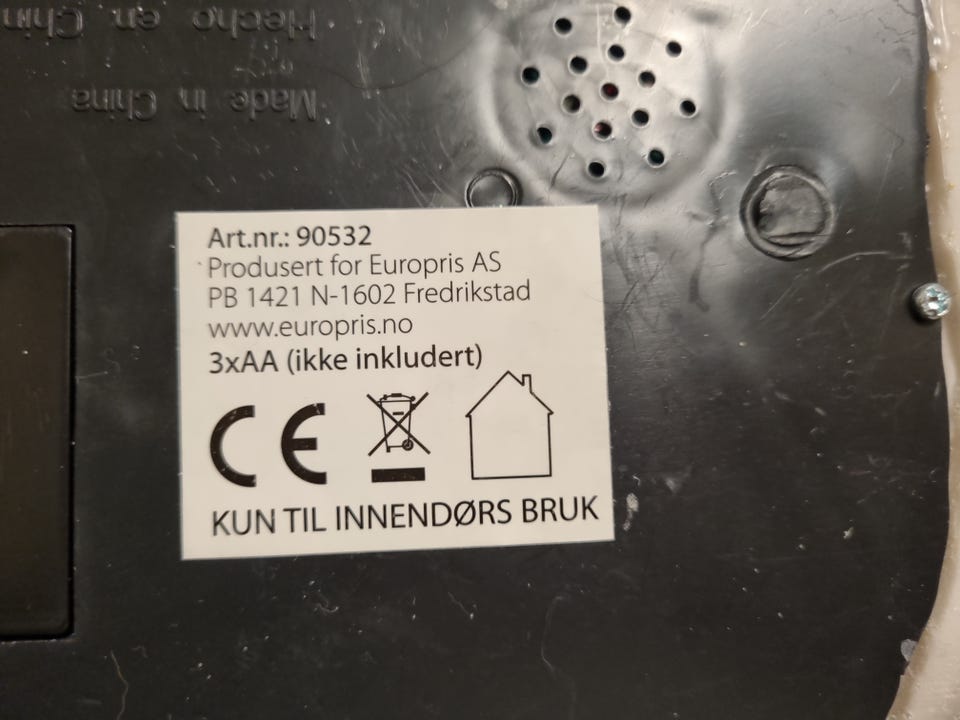 Hecho en Chin
Made in China
Art.nr.: 90532
Produsert for Europris AS
PB 1421 N-1602 Fredrikstad
www.europris.no
3xAA (ikke inkludert)
CE
KUN TIL INNENDØRS BRUK